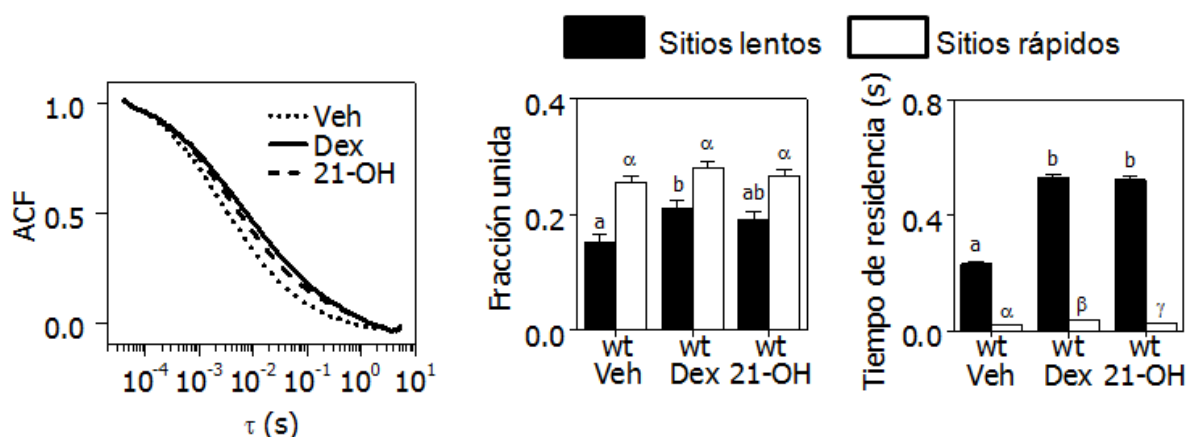 Sitios lentos
Sitios rápidos
ACF
1.0
0.5
0.0
Veh
Dex
21-OH
10-4 10-3 10-2 10-1 100 101
τ (s)
Fracción unida
0.4
0.2
0.0
a α b α ab α
wt wt wt
Veh Dex 21-OH
Tiempo de residencia (s)
0.8
0.4
0.0
a α b β b γ
wt wt wt
Veh Dex 21-OH